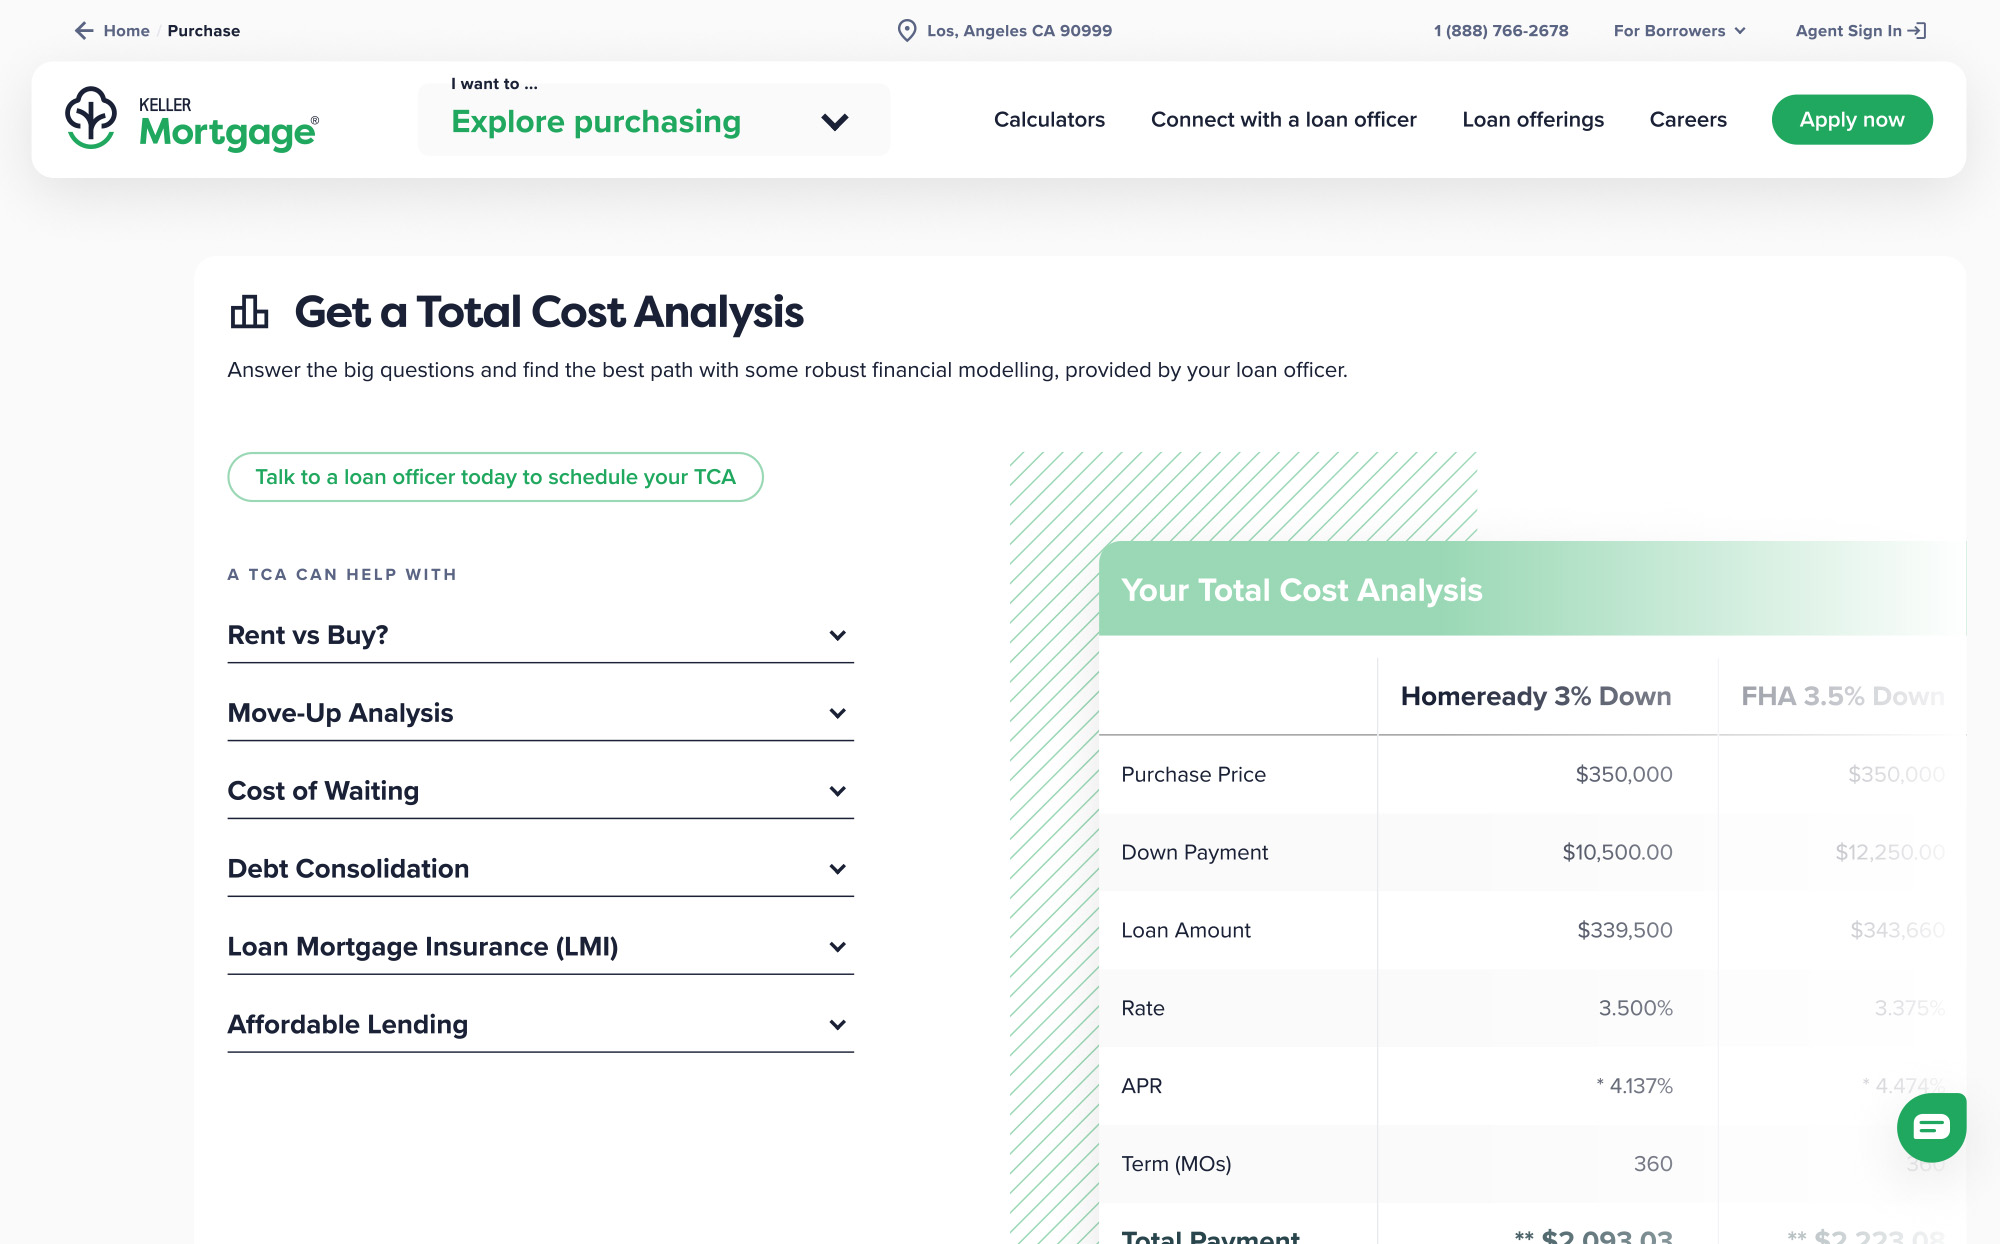 Home / Purchase
Los, Angeles CA 90999
1 (888) 766-2678
For Borrowers
Agent Sign In
KELLER
Mortgage®
I want to ...
Explore purchasing
Calculators
Connect with a loan officer
Loan offerings
Careers
Apply now
Get a Total Cost Analysis
Answer the big questions and find the best path with some robust financial modelling, provided by your loan officer.
Talk to a loan officer today to schedule your TCA
A TCA CAN HELP WITH
Rent vs Buy?
Move-Up Analysis
Cost of Waiting
Debt Consolidation
Loan Mortgage Insurance (LMI)
Affordable Lending
Your Total Cost Analysis
Homeready 3% Down FHA 3.5% Down
Purchase Price $350,000 $350,000
Down Payment $10,500.00 $12,250.00
Loan Amount $339,500 $343,660
Rate 3.500% 3.375%
APR * 4.137% * 4.474%
Term (MOs) 360 360
Total Payment ** $2,093.03 ** $2,223.08